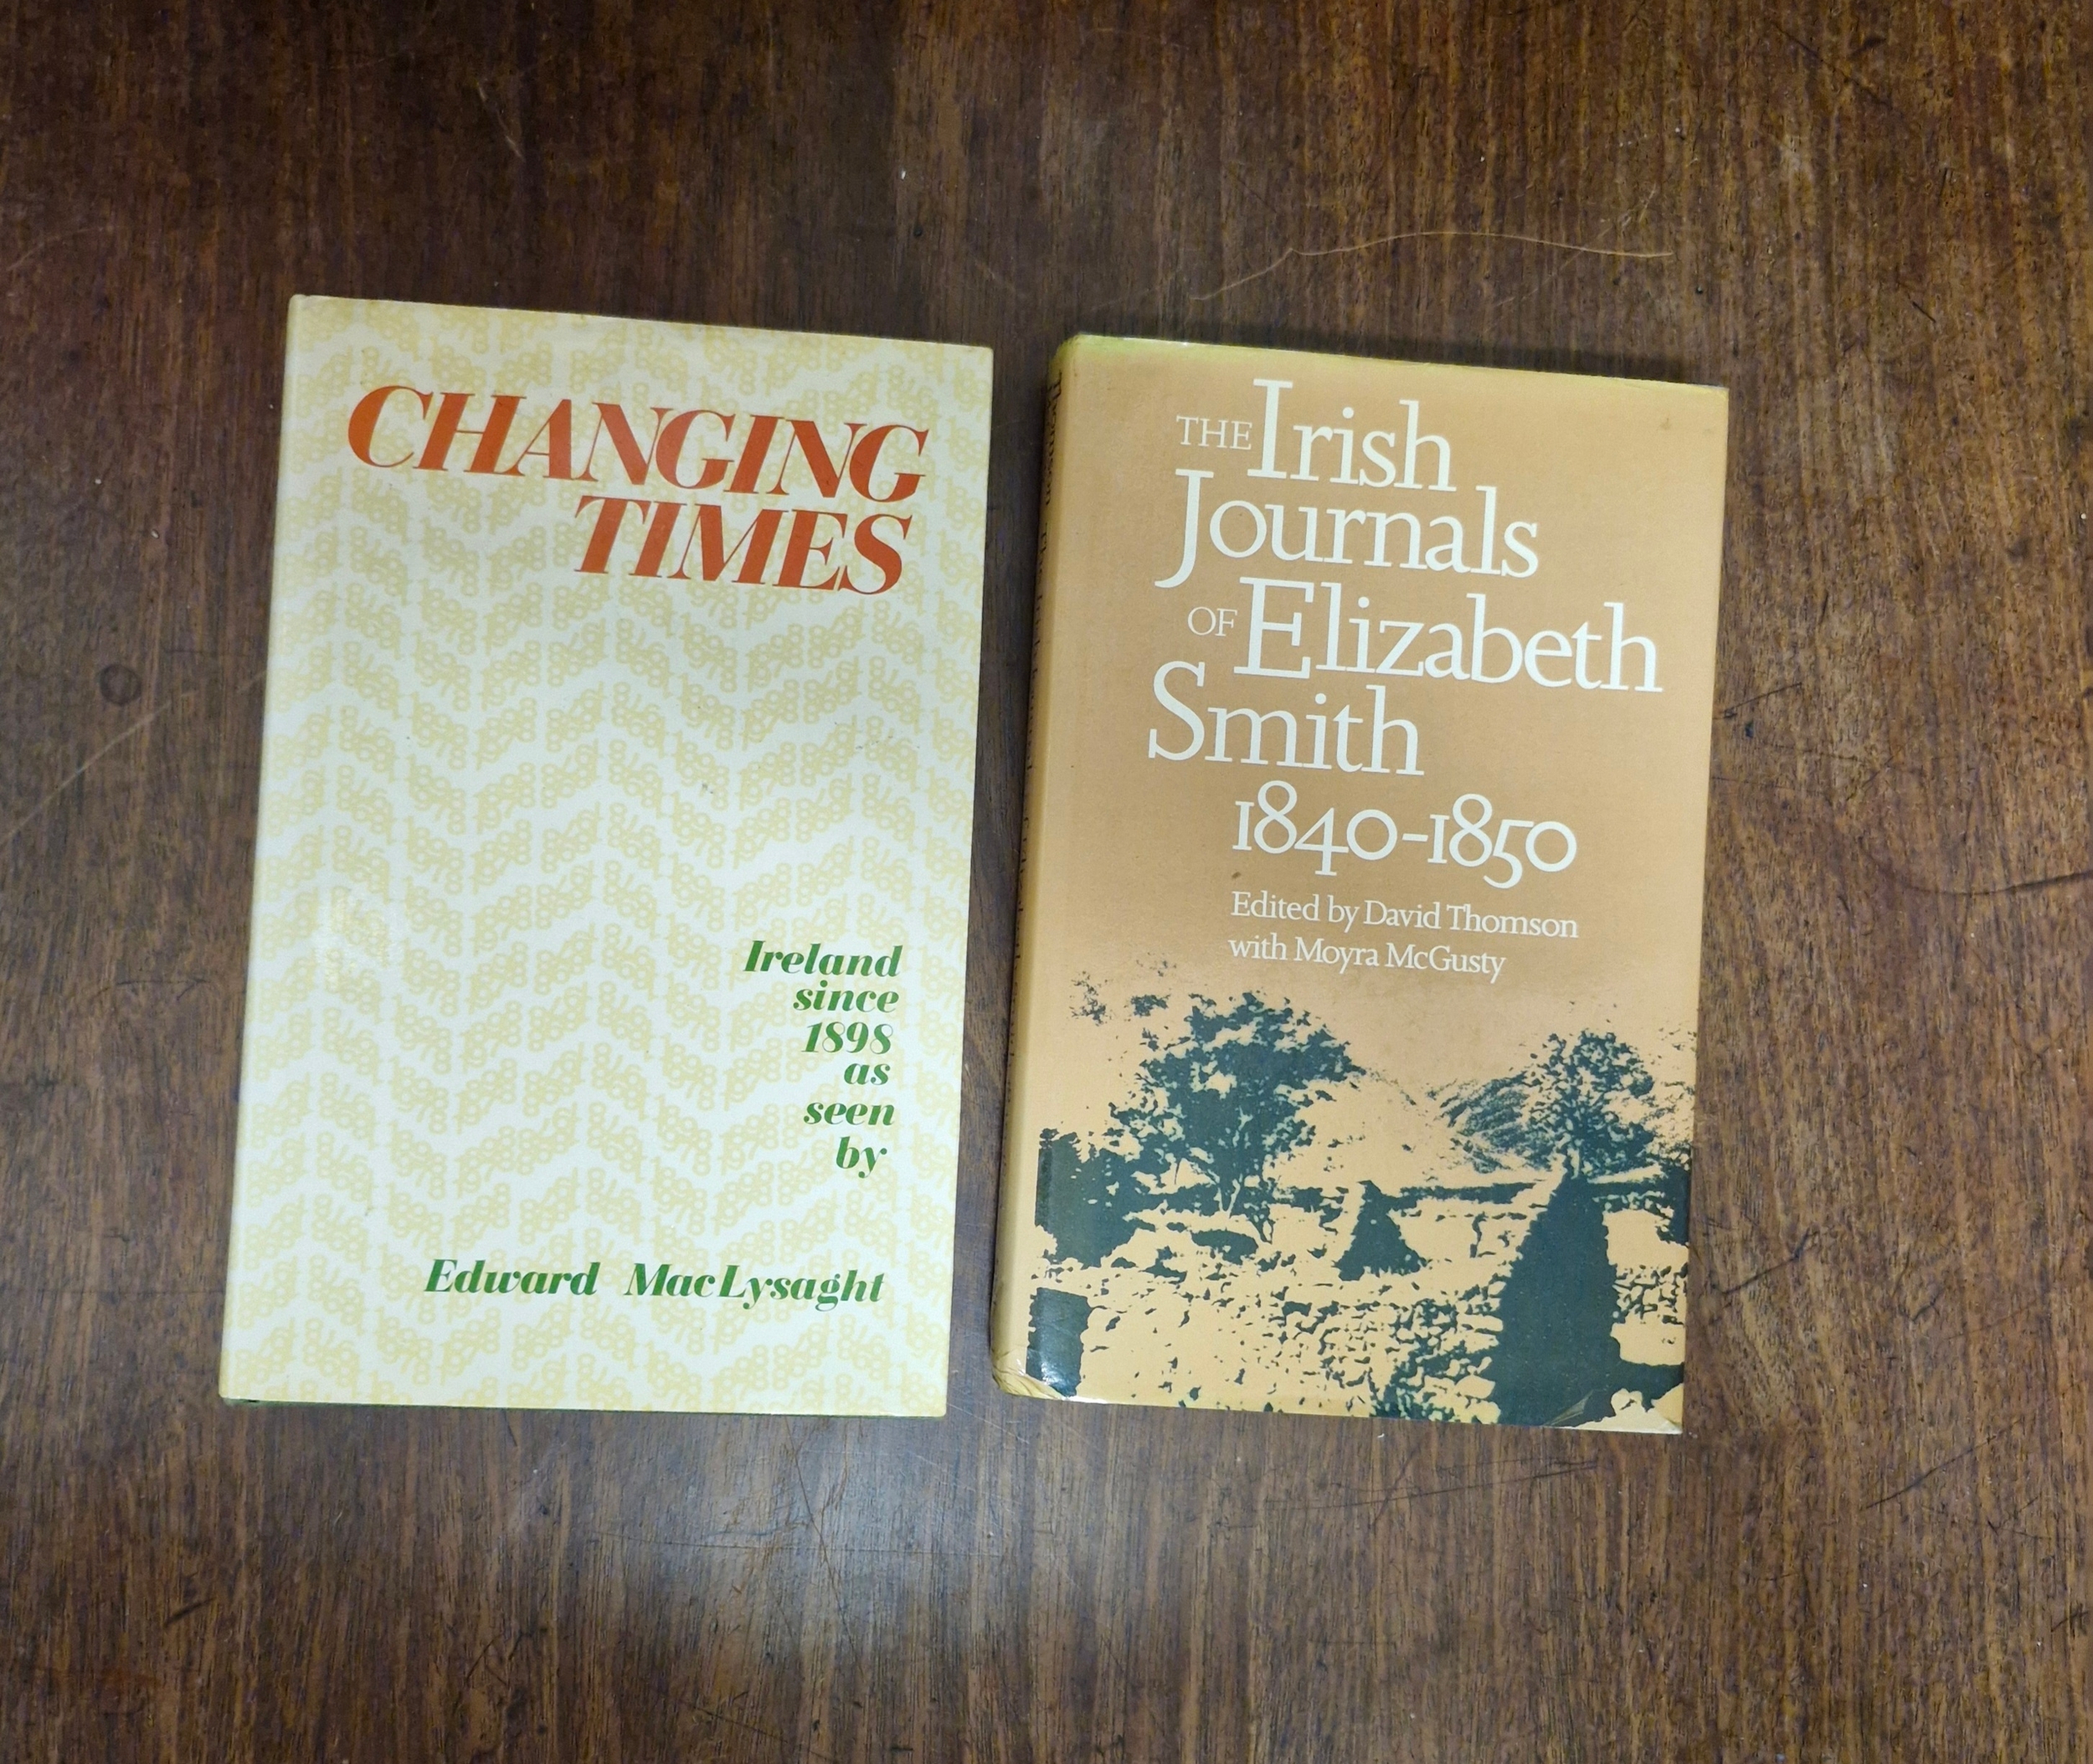 CHANGING
TIMES
Ireland
since
1898
as
seen
by
Edward MacLysaght
THE Irish
Journals
OF Elizabeth
Smith
1840-1850
Edited by David Thomson
with Moyra McGusty